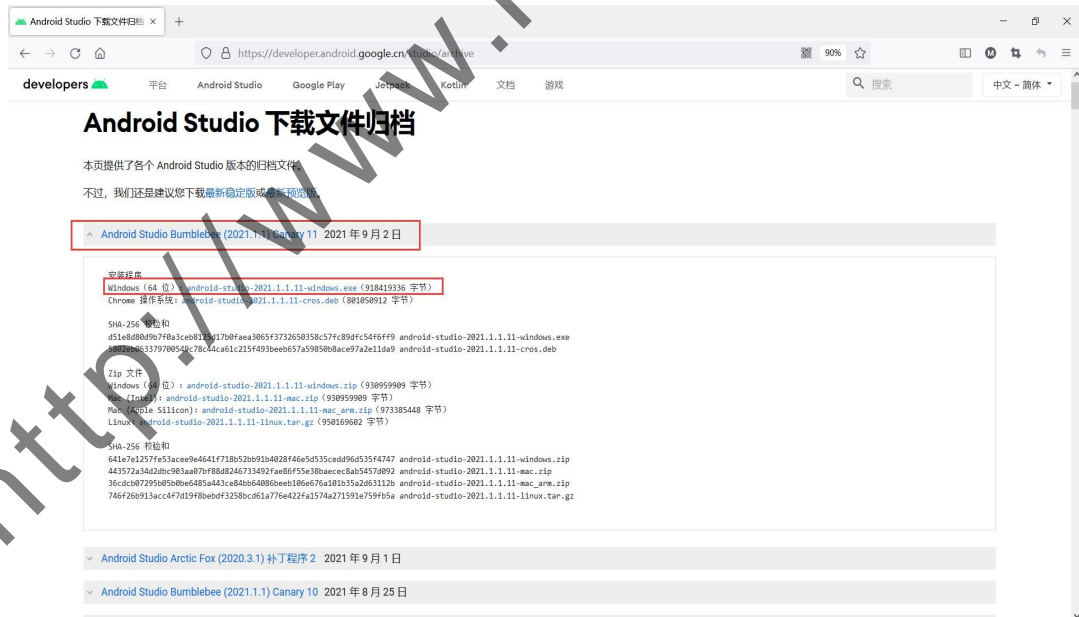 Android Studio 下载文件归档
https://developer.android.google.cn/studio/archive
90%
developers
平台
Android Studio
Google Play
Jetpack
Kotlin
文档
游戏
搜索
中文 – 简体
Android Studio 下载文件归档
本页提供了各个 Android Studio 版本的归档文件。
不过，我们还是建议您下载最新稳定版或最新预览版。
Android Studio Bumblebee (2021.1.1) Canary 11 2021 年 9 月 2 日
安装程序
Windows（64 位）：android-studio-2021.1.1.11-windows.exe（918419336 字节）
Chrome 操作系统：android-studio-2021.1.1.11-cros.deb（801050912 字节）
SHA-256 校验和
android-studio-2021.1.1.11-windows.exe
android-studio-2021.1.1.11-cros.deb
Zip 文件
Windows（64 位）：android-studio-2021.1.1.11-windows.zip（930959909 字节）
Mac (Intel)：android-studio-2021.1.1.11-mac.zip（930959909 字节）
Mac (Apple Silicon)：android-studio-2021.1.1.11-mac_arm.zip（973385448 字节）
Linux：android-studio-2021.1.1.11-linux.tar.gz（950169602 字节）
SHA-256 校验和
641e7e1257fe53acee9e4641f718b52bb91b4028f46e5d535cedd96d535f4747 android-studio-2021.1.1.11-windows.zip
443572a34d2dbc903aa07bf88d8246733492fae86f55e38baecec8ab5457d092 android-studio-2021.1.1.11-mac.zip
36cdcb07295b05b0be6485a443ce84bb64086beeb106e676a101b35a2d63112b android-studio-2021.1.1.11-mac_arm.zip
746f26b913acc4f7d19f8bebdf3258bcd61a776e422fa1574a271591e759fb5a android-studio-2021.1.1.11-linux.tar.gz
Android Studio Arctic Fox (2020.3.1) 补丁程序 2 2021 年 9 月 1 日
Android Studio Bumblebee (2021.1.1) Canary 10 2021 年 8 月 25 日
http://www.